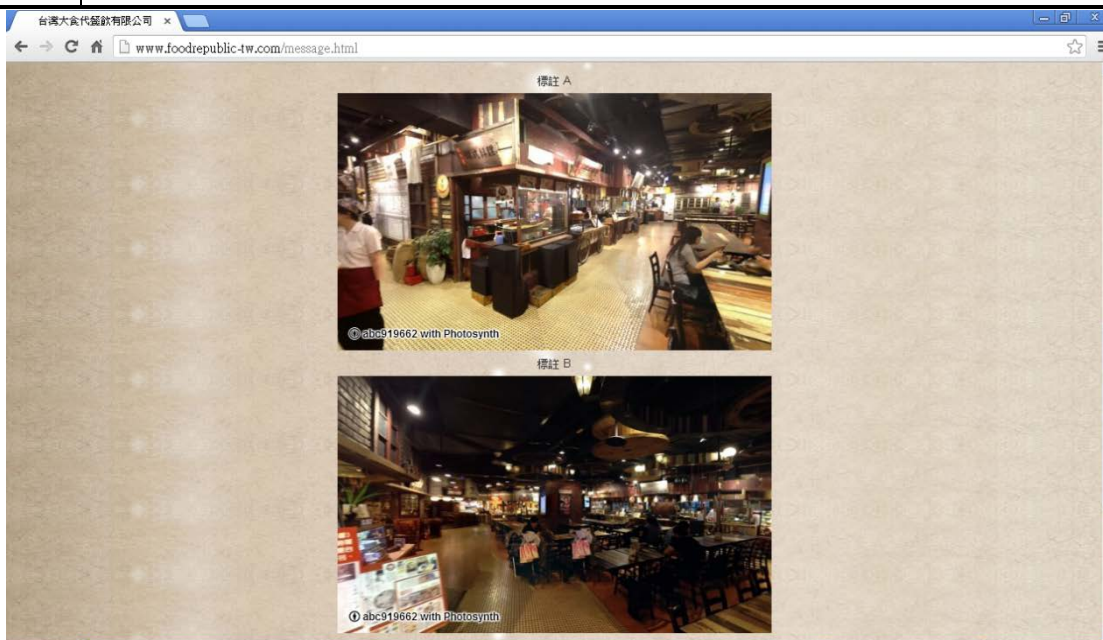 台灣大食代餐飲有限公司
www.foodrepublic-tw.com/message.html
標註 A
abc919662 with Photosynth
標註 B
abc919662 with Photosynth